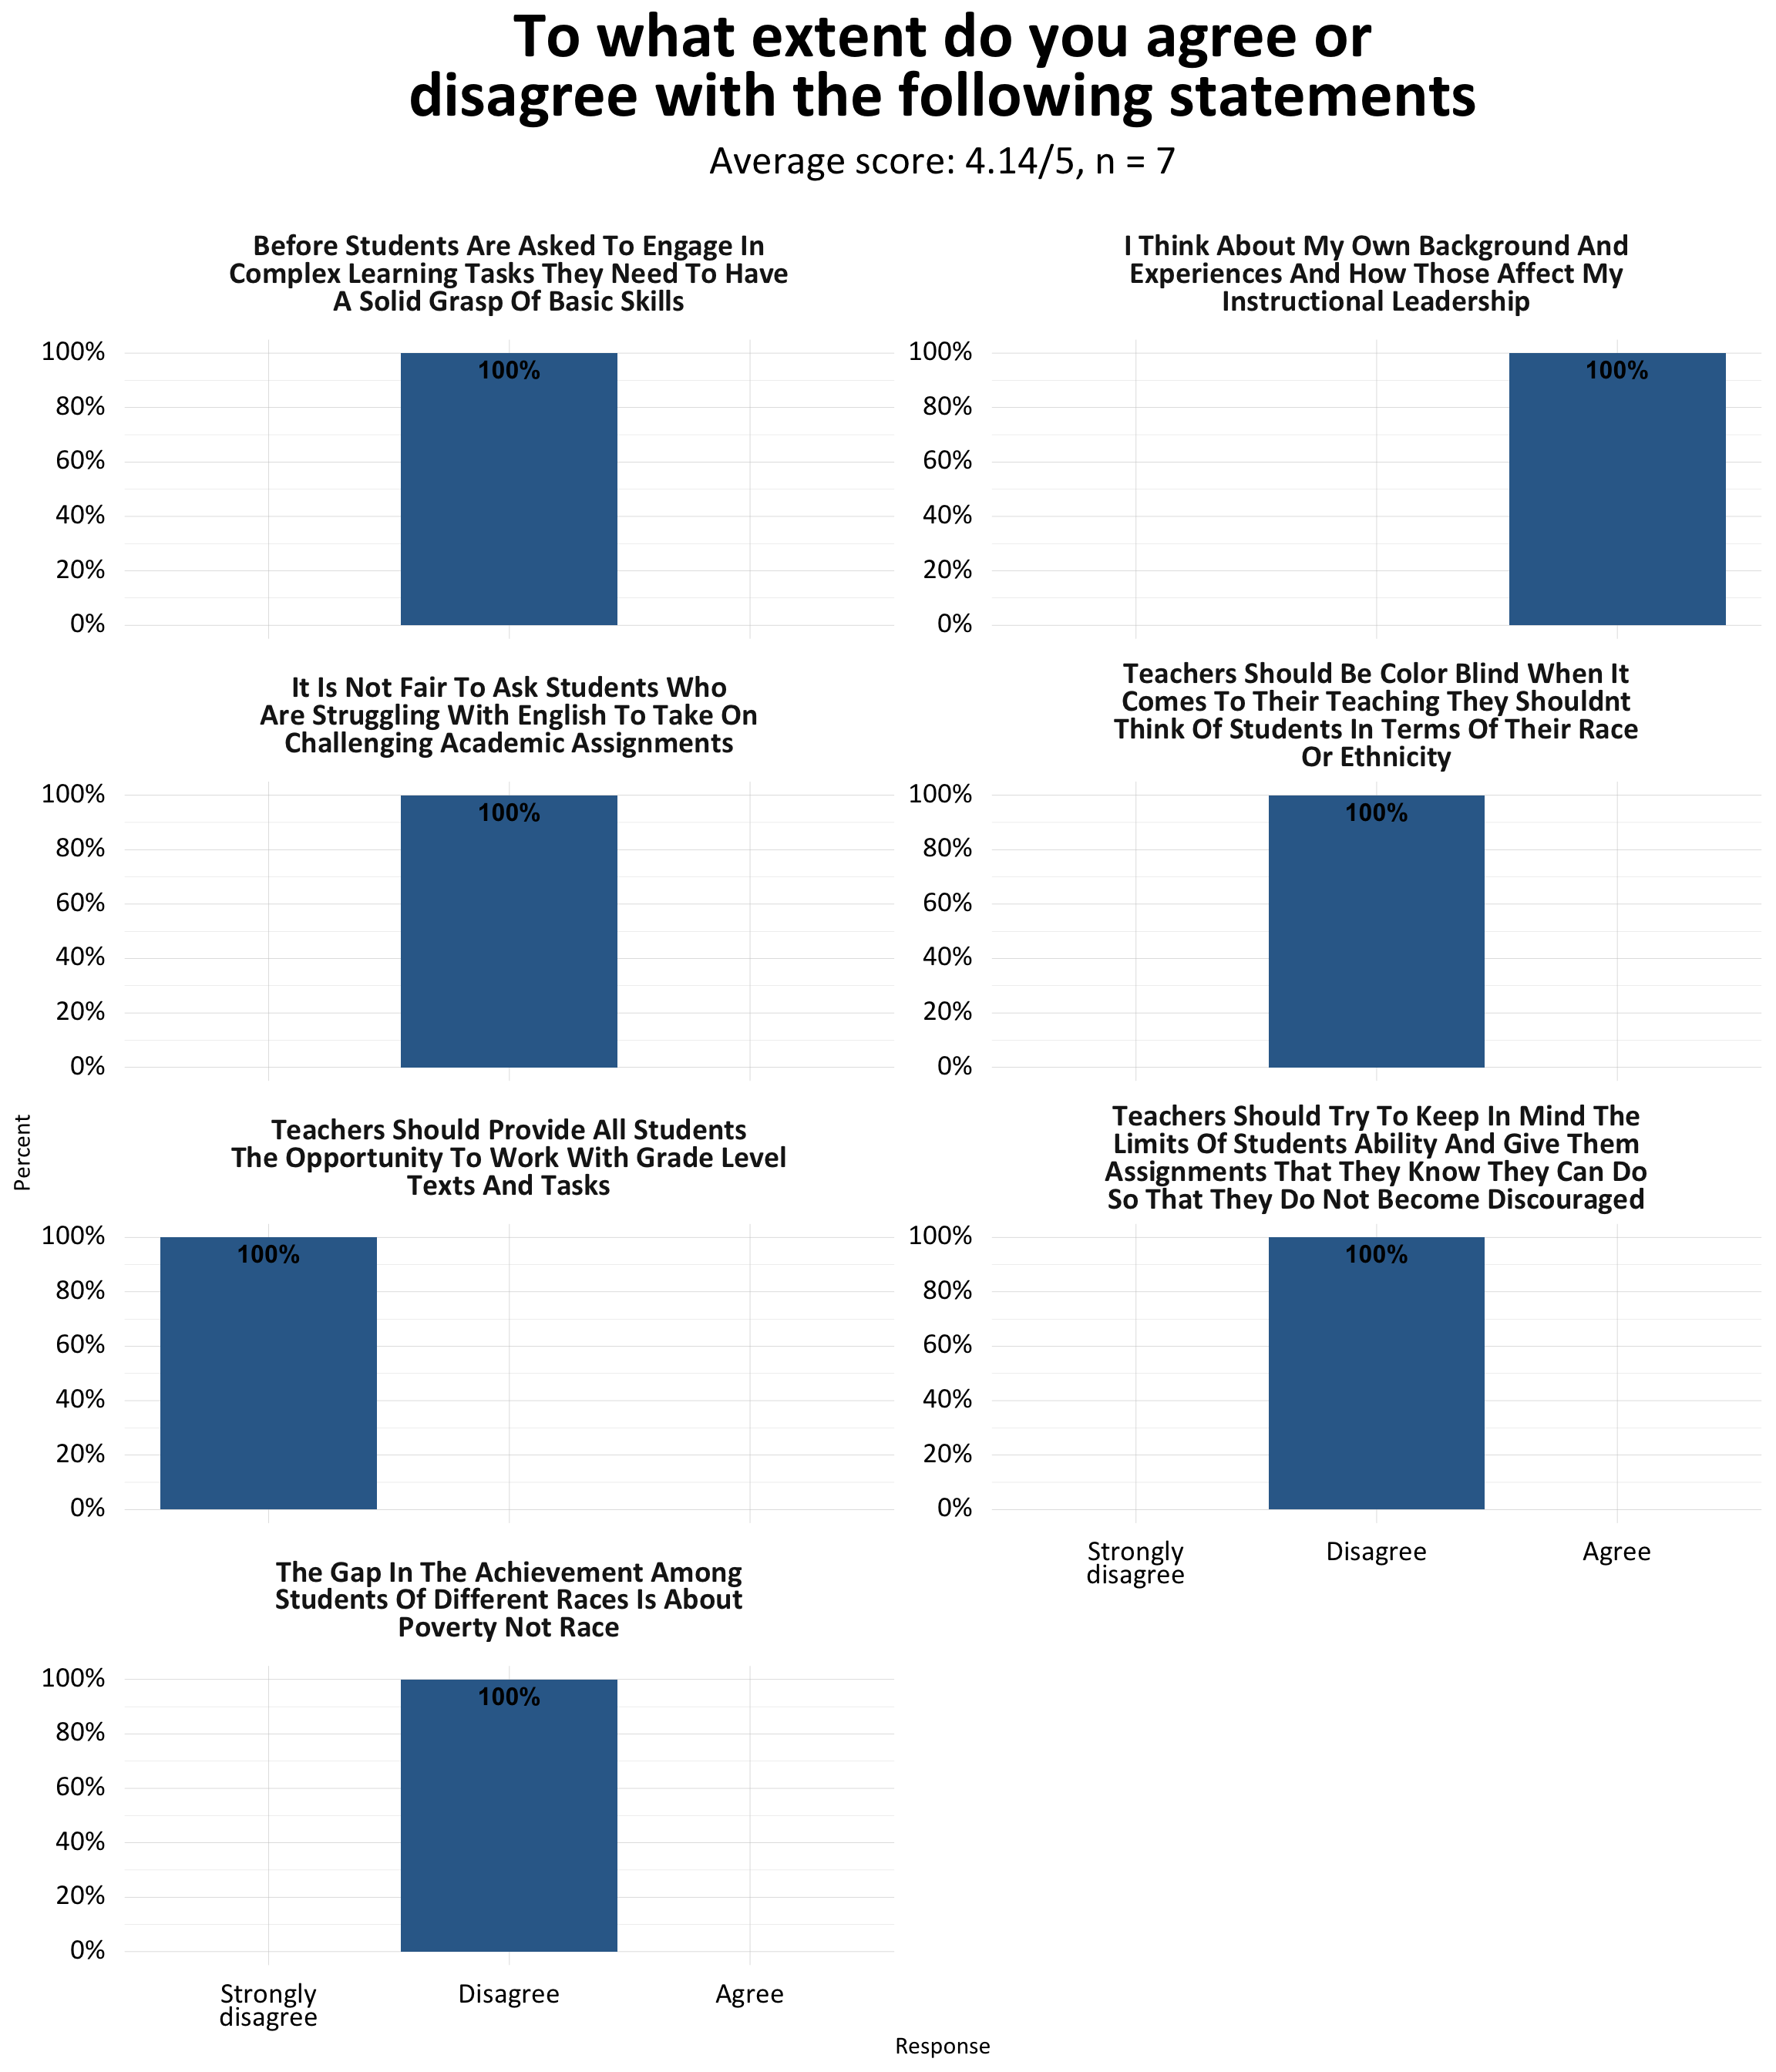 To what extent do you agree or
disagree with the following statements
Average score: 4.14/5, n = 7
Before Students Are Asked To Engage In
Complex Learning Tasks They Need To Have
A Solid Grasp Of Basic Skills
100%
80%
60%
40%
20%
0%
100%
I Think About My Own Background And
Experiences And How Those Affect My
Instructional Leadership
100%
80%
60%
40%
20%
0%
100%
It Is Not Fair To Ask Students Who
Are Struggling With English To Take On
Challenging Academic Assignments
100%
80%
60%
40%
20%
0%
100%
Teachers Should Be Color Blind When It
Comes To Their Teaching They Shouldnt
Think Of Students In Terms Of Their Race
Or Ethnicity
100%
80%
60%
40%
20%
0%
100%
Percent
Teachers Should Provide All Students
The Opportunity To Work With Grade Level
Texts And Tasks
100%
80%
60%
40%
20%
0%
100%
Teachers Should Try To Keep In Mind The
Limits Of Students Ability And Give Them
Assignments That They Know They Can Do
So That They Do Not Become Discouraged
100%
80%
60%
40%
20%
0%
100%
Strongly
disagree
Disagree
Agree
The Gap In The Achievement Among
Students Of Different Races Is About
Poverty Not Race
100%
80%
60%
40%
20%
0%
100%
Strongly
disagree
Disagree
Agree
Response